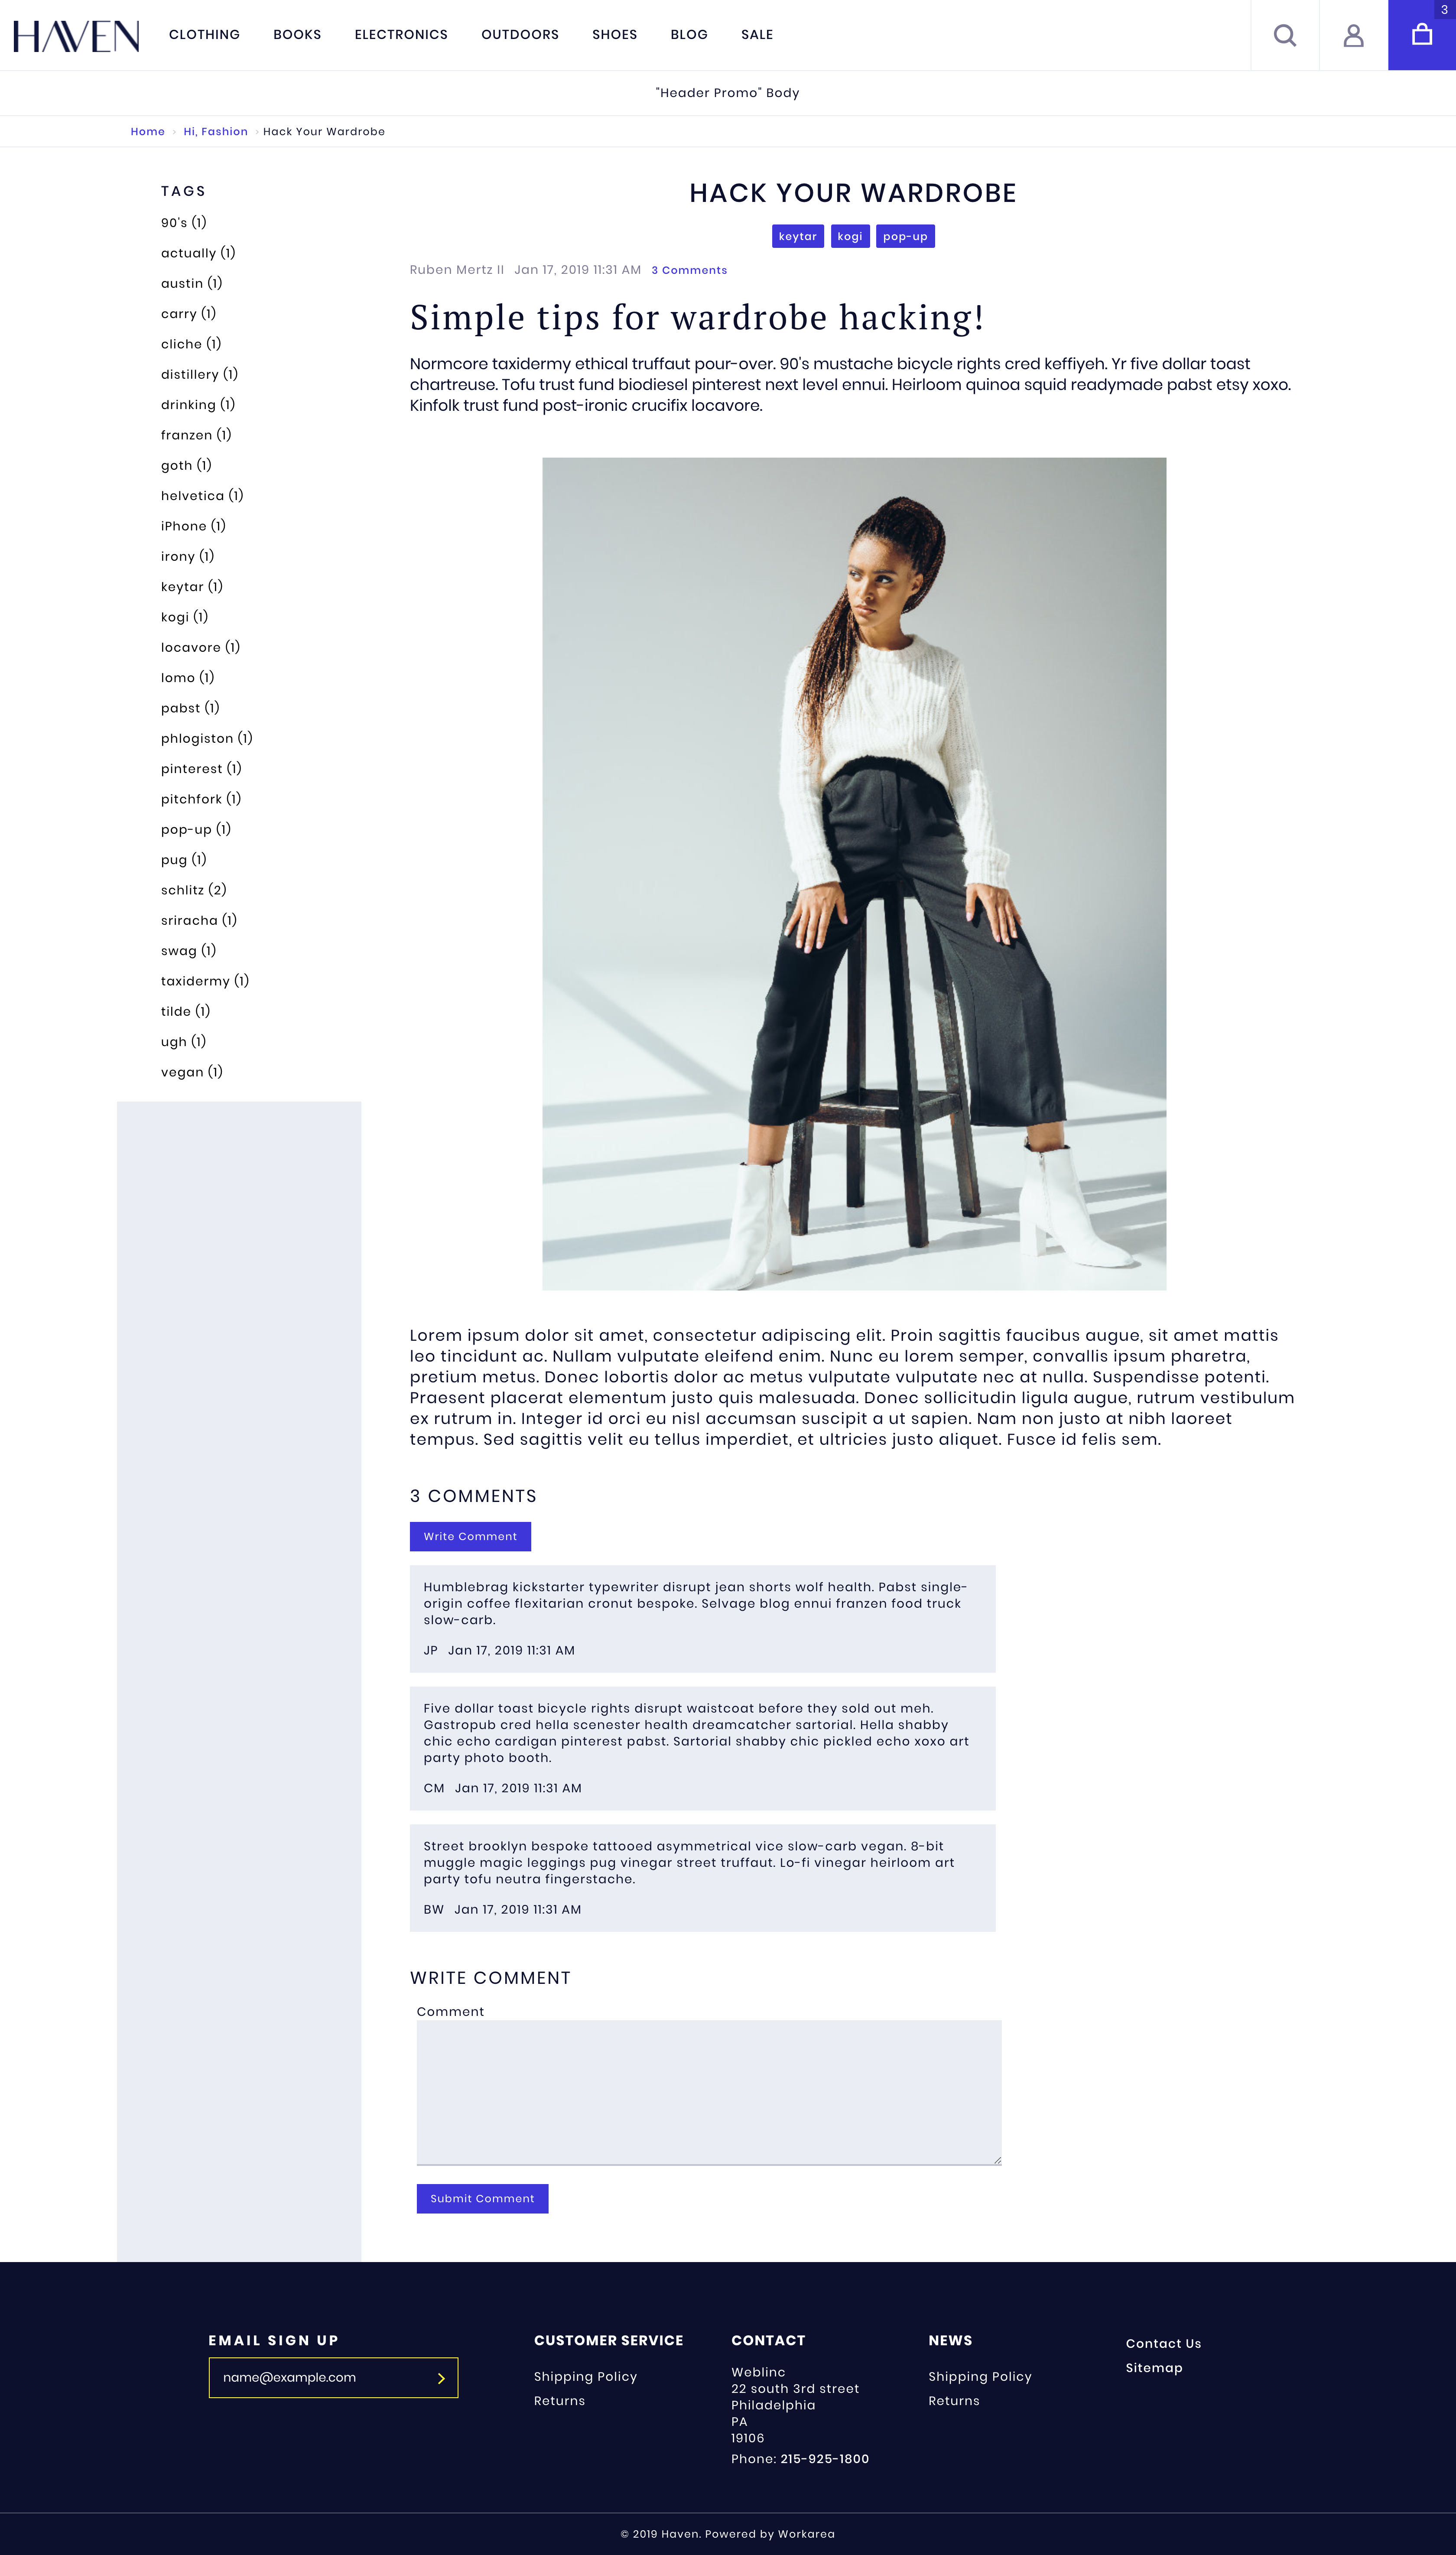 HAVEN
CLOTHING BOOKS ELECTRONICS OUTDOORS SHOES BLOG SALE
3
"Header Promo" Body
Home › Hi, Fashion › Hack Your Wardrobe
TAGS
90's (1)
actually (1)
austin (1)
carry (1)
cliche (1)
distillery (1)
drinking (1)
franzen (1)
goth (1)
helvetica (1)
iPhone (1)
irony (1)
keytar (1)
kogi (1)
locavore (1)
lomo (1)
pabst (1)
phlogiston (1)
pinterest (1)
pitchfork (1)
pop-up (1)
pug (1)
schlitz (2)
sriracha (1)
swag (1)
taxidermy (1)
tilde (1)
ugh (1)
vegan (1)
HACK YOUR WARDROBE
keytar kogi pop-up
Ruben Mertz II Jan 17, 2019 11:31 AM 3 Comments
Simple tips for wardrobe hacking!
Normcore taxidermy ethical truffaut pour-over. 90's mustache bicycle rights cred keffiyeh. Yr five dollar toast
chartreuse. Tofu trust fund biodiesel pinterest next level ennui. Heirloom quinoa squid readymade pabst etsy xoxo.
Kinfolk trust fund post-ironic crucifix locavore.
Lorem ipsum dolor sit amet, consectetur adipiscing elit. Proin sagittis faucibus augue, sit amet mattis
leo tincidunt ac. Nullam vulputate eleifend enim. Nunc eu lorem semper, convallis ipsum pharetra,
pretium metus. Donec lobortis dolor ac metus vulputate vulputate nec at nulla. Suspendisse potenti.
Praesent placerat elementum justo quis malesuada. Donec sollicitudin ligula augue, rutrum vestibulum
ex rutrum in. Integer id orci eu nisl accumsan suscipit a ut sapien. Nam non justo at nibh laoreet
tempus. Sed sagittis velit eu tellus imperdiet, et ultricies justo aliquet. Fusce id felis sem.
3 COMMENTS
Write Comment
Humblebrag kickstarter typewriter disrupt jean shorts wolf health. Pabst single-
origin coffee flexitarian cronut bespoke. Selvage blog ennui franzen food truck
slow-carb.
JP Jan 17, 2019 11:31 AM
Five dollar toast bicycle rights disrupt waistcoat before they sold out meh.
Gastropub cred hella scenester health dreamcatcher sartorial. Hella shabby
chic echo cardigan pinterest pabst. Sartorial shabby chic pickled echo xoxo art
party photo booth.
CM Jan 17, 2019 11:31 AM
Street brooklyn bespoke tattooed asymmetrical vice slow-carb vegan. 8-bit
muggle magic leggings pug vinegar street truffaut. Lo-fi vinegar heirloom art
party tofu neutra fingerstache.
BW Jan 17, 2019 11:31 AM
WRITE COMMENT
Comment
Submit Comment
EMAIL SIGN UP
name@example.com
CUSTOMER SERVICE
Shipping Policy
Returns
CONTACT
Weblinc
22 south 3rd street
Philadelphia
PA
19106
Phone: 215-925-1800
NEWS
Shipping Policy
Returns
Contact Us
Sitemap
© 2019 Haven. Powered by Workarea